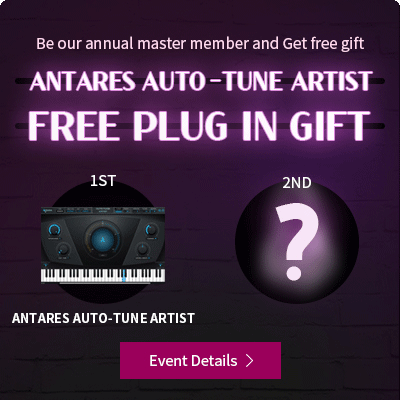 Be our annual master member and Get free gift
ANTARES AUTO-TUNE ARTIST
FREE PLUG IN GIFT
1ST
2ND
?
ANTARES AUTO-TUNE ARTIST
Event Details >